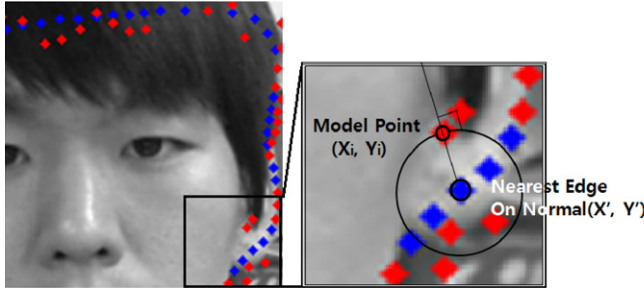 Model Point
(Xi, Yi)
Nearest Edge
On Normal(X', Y')